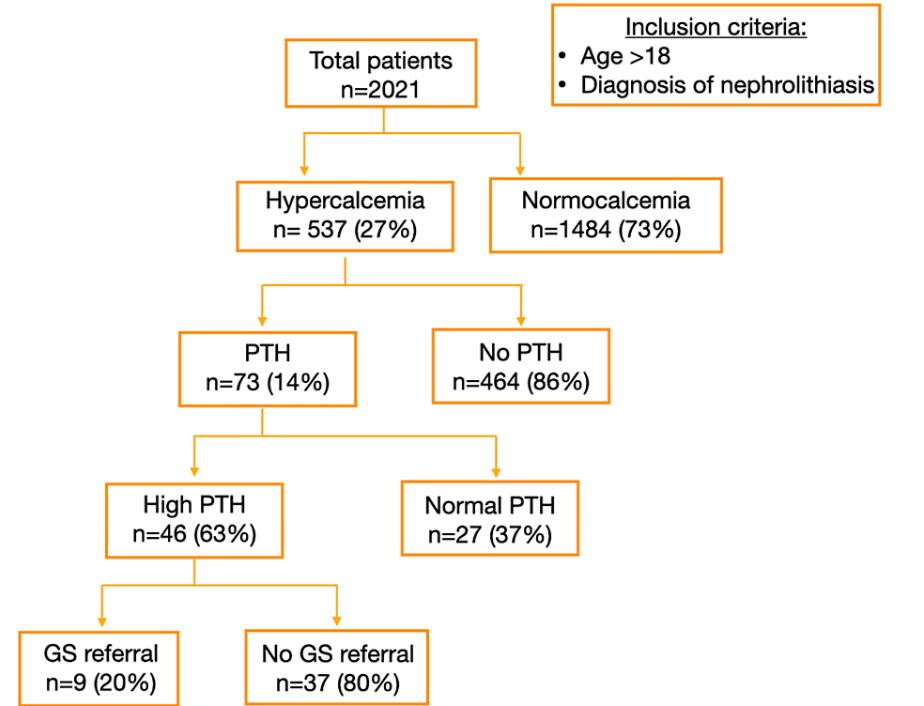 Inclusion criteria:
• Age >18
• Diagnosis of nephrolithiasis
Total patients
n=2021
Hypercalcemia
n= 537 (27%)
Normocalcemia
n=1484 (73%)
PTH
n=73 (14%)
No PTH
n=464 (86%)
High PTH
n=46 (63%)
Normal PTH
n=27 (37%)
GS referral
n=9 (20%)
No GS referral
n=37 (80%)